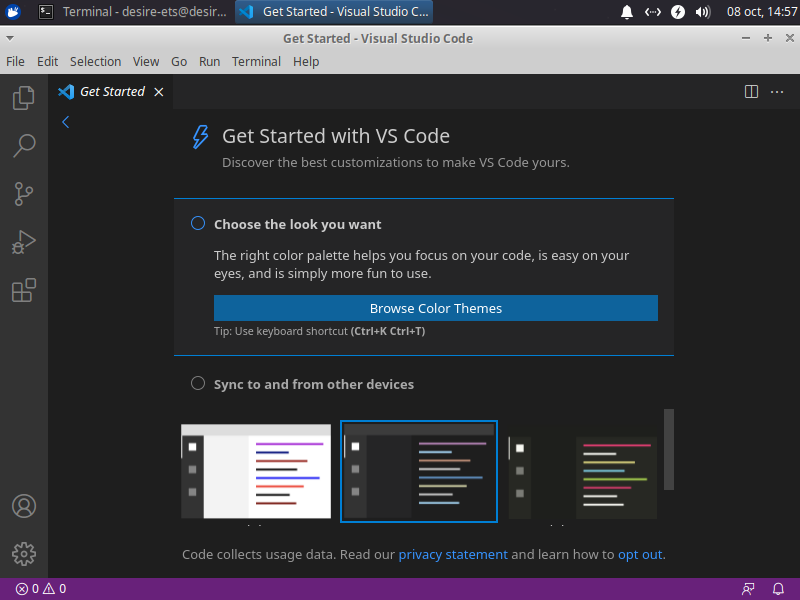 Terminal - desire-ets@desir...
Get Started - Visual Studio C...
08 oct, 14:57
Get Started - Visual Studio Code
File Edit Selection View Go Run Terminal Help
Get Started
Get Started with VS Code
Discover the best customizations to make VS Code yours.
Choose the look you want
The right color palette helps you focus on your code, is easy on your
eyes, and is simply more fun to use.
Browse Color Themes
Tip: Use keyboard shortcut (Ctrl+K Ctrl+T)
Sync to and from other devices
Code collects usage data. Read our privacy statement and learn how to opt out.
0 0